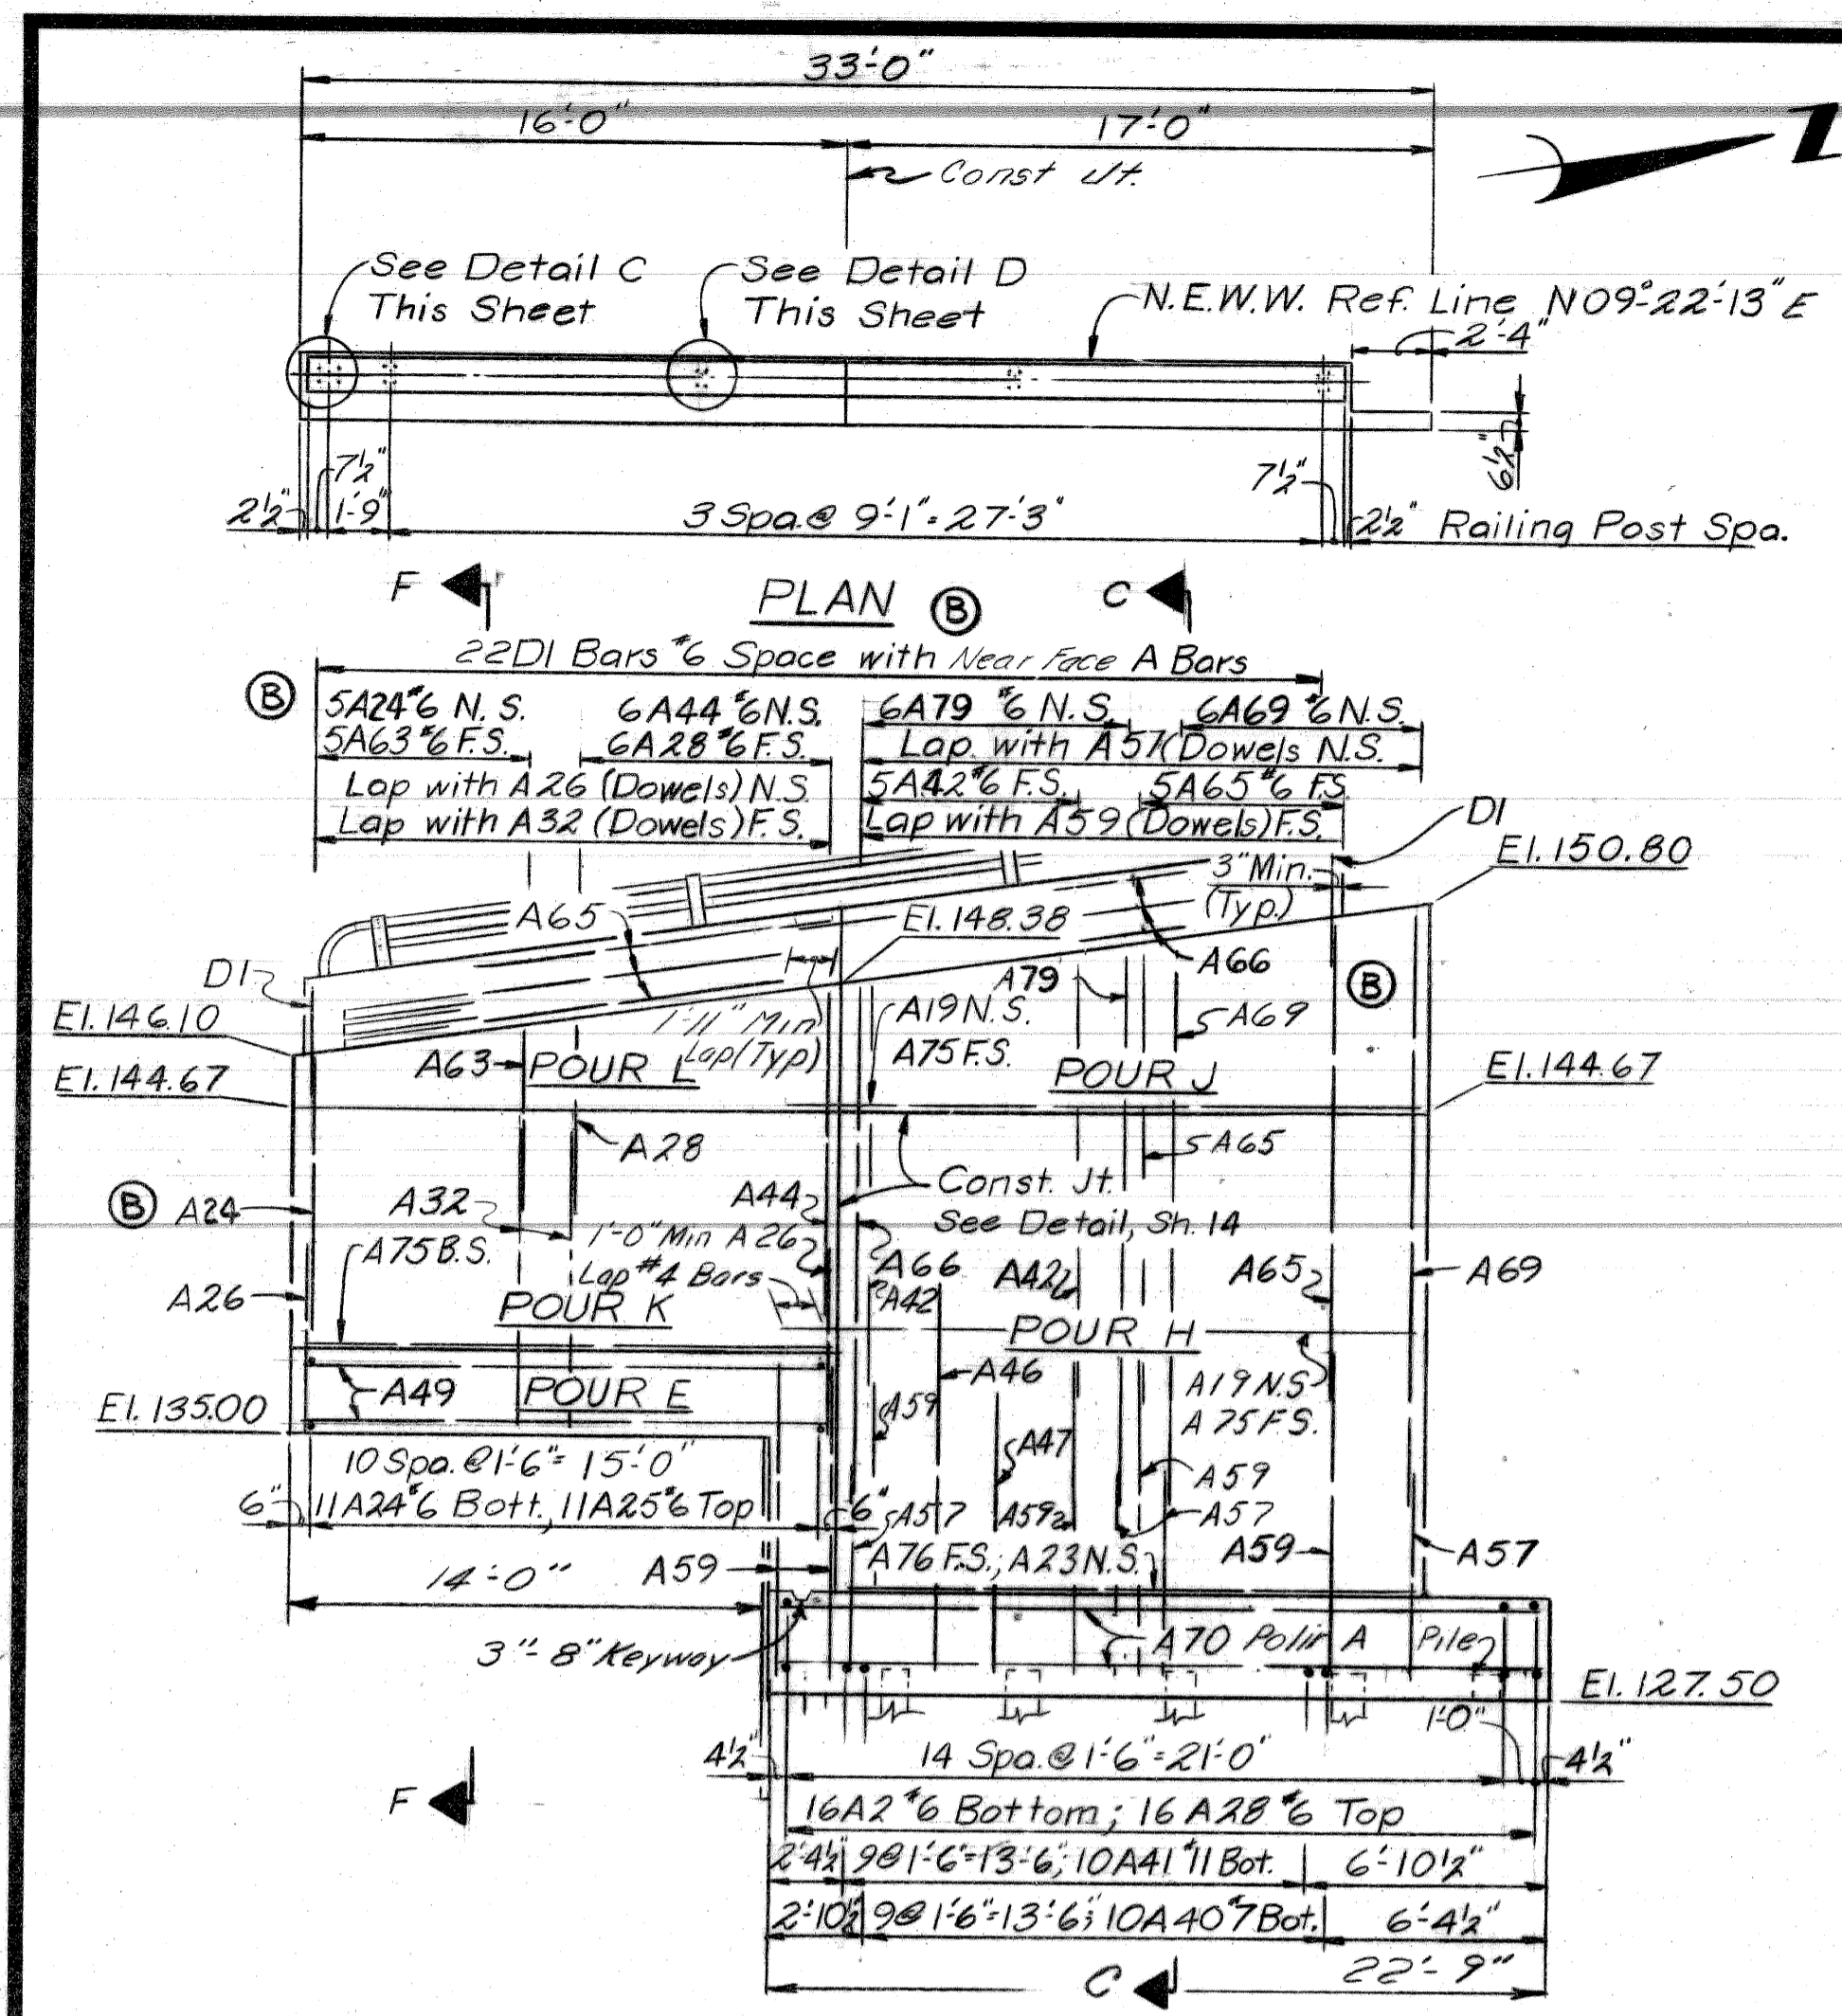 33'-0"
16'-0"
17'-0"
Const Jt.
Z
See Detail C
This Sheet
See Detail D
This Sheet
N.E.W.W. Ref. Line N09°-22'-13" E
2'-4"
6½"
7½"
2½"
1'-9"
3 Spa.@ 9'-1" = 27'-3"
7½"
2½" Railing Post Spa.
F
PLAN
B
C
22D1 Bars #6 Space with Near Face A Bars
B
5A24 #6 N.S.
6A44 #6 N.S.
6A79 #6 N.S.
6A69 #6 N.S.
5A63 #6 F.S.
6A28 #6 F.S.
Lap with A57 (Dowels N.S.
Lap with A26 (Dowels) N.S.
5A42 #6 F.S.
5A65 #6 F.S
Lap with A32 (Dowels) F.S.
Lap with A59 (Dowels) F.S.
D1
El. 150.80
3" Min.
(Typ.)
A65
El. 148.38
A66
D1
A79
B
El. 146.10
1'-11" Min
Lap (Typ)
A19 N.S.
A75 F.S.
A69
A63
POUR L
POUR J
El. 144.67
El. 144.67
A28
A65
Const. Jt.
See Detail, Sh. 14
B
A24
A32
A44
A75 B.S.
1'-0" Min
A26
Lap #4 Bars
A66
A42
A42
A65
A69
A26
POUR K
POUR H
A46
A19 N.S
A75 F.S.
A49
POUR E
El. 135.00
A59
A47
A59
10 Spa. @ 1'-6" = 15'-0"
6"
11A24 #6 Bott., 11A25 #6 Top
6"
A57
A59
A57
14'-0"
A59
A76 F.S.; A23 N.S.
A59
A57
3"-8" Keyway
A70
Pour A
Pile
El. 127.50
1'-0"
4½"
14 Spa. @ 1'-6" = 21'-0"
4½"
F
16A2 #6 Bottom; 16 A28 #6 Top
2'-4½"
9@1'-6"=13'-6"; 10A41 #11 Bot.
6'-10½"
2'-10½"
9@1'-6"=13'-6"; 10A40 #7 Bot.
6'-4½"
C
22'-9"